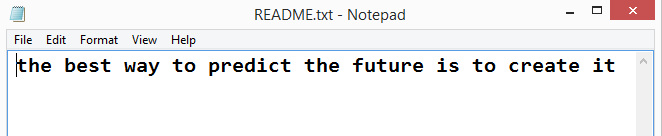 README.txt - Notepad
File Edit Format View Help
the best way to predict the future is to create it